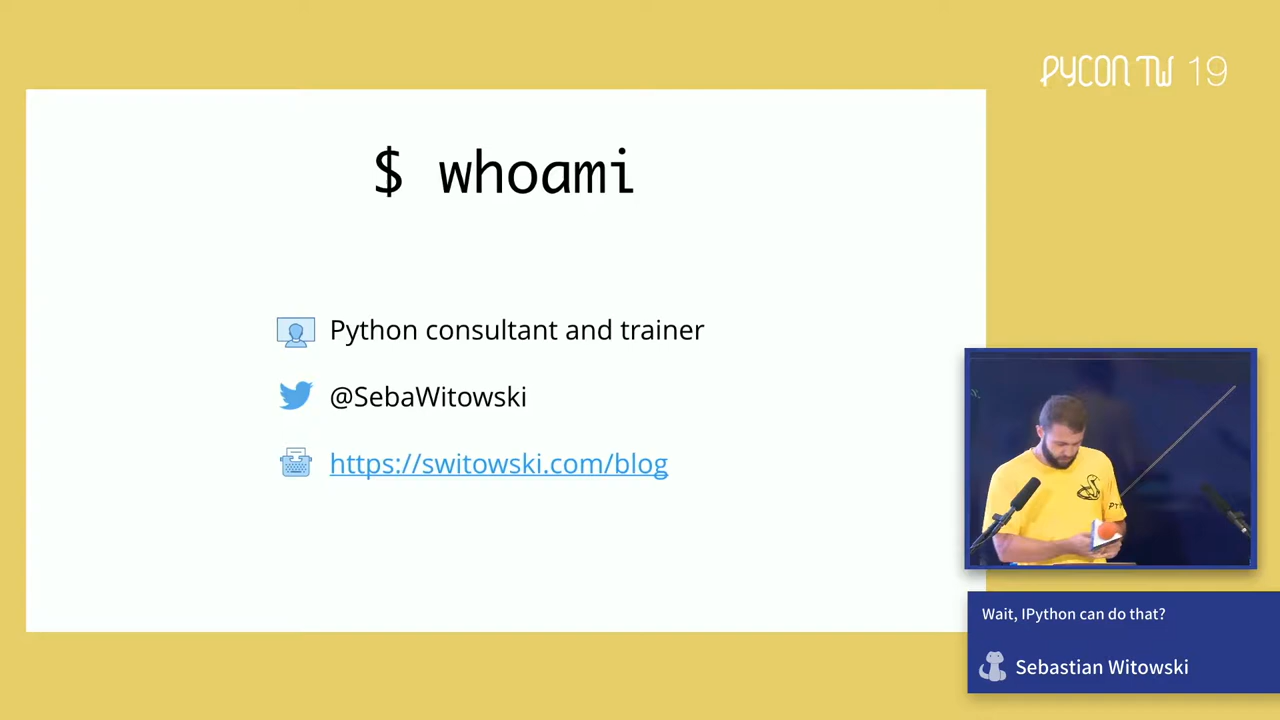 PYCON TW 19
$ whoami
Python consultant and trainer
@SebaWitowski
https://switowski.com/blog
Wait, IPython can do that?
Sebastian Witowski